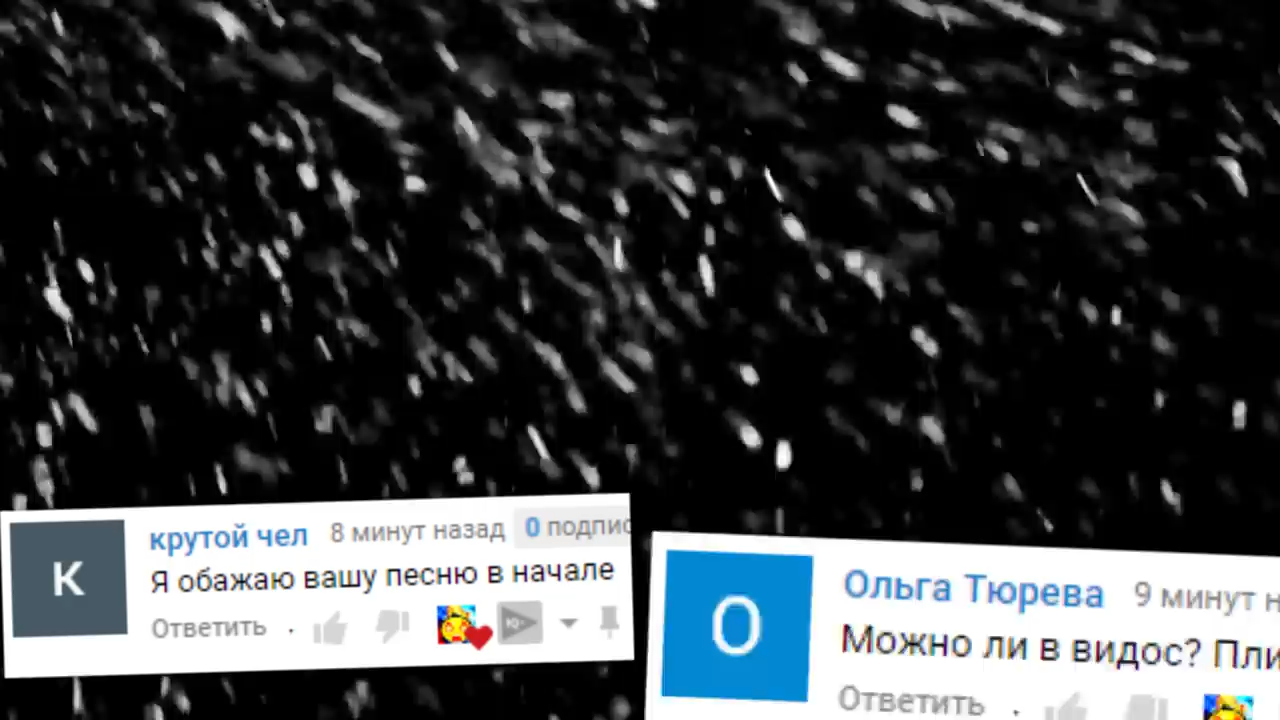 К
крутой чел 8 минут назад 0 подпис
Я обажаю вашу песню в начале
Ответить
О
Ольга Тюрева 9 минут н
Можно ли в видос? Пли
Ответить